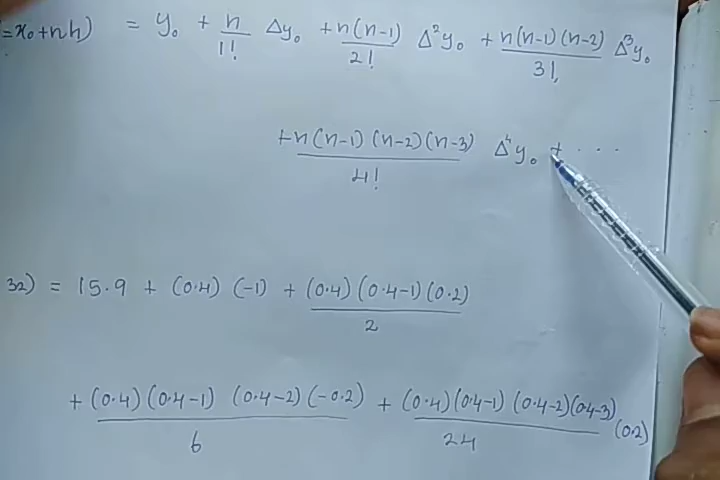 =x₀+nh) = y₀ + n/1! Δy₀ + n(n-1)/2! Δ²y₀ + n(n-1)(n-2)/3! Δ³y₀
+n(n-1)(n-2)(n-3)/4! Δ⁴y₀ + ...
32) = 15.9 + (0.4)(-1) + (0.4)(0.4-1)(0.2)/2
+ (0.4)(0.4-1)(0.4-2)(-0.2)/6 + (0.4)(0.4-1)(0.4-2)(0.4-3)/24 (0.2)